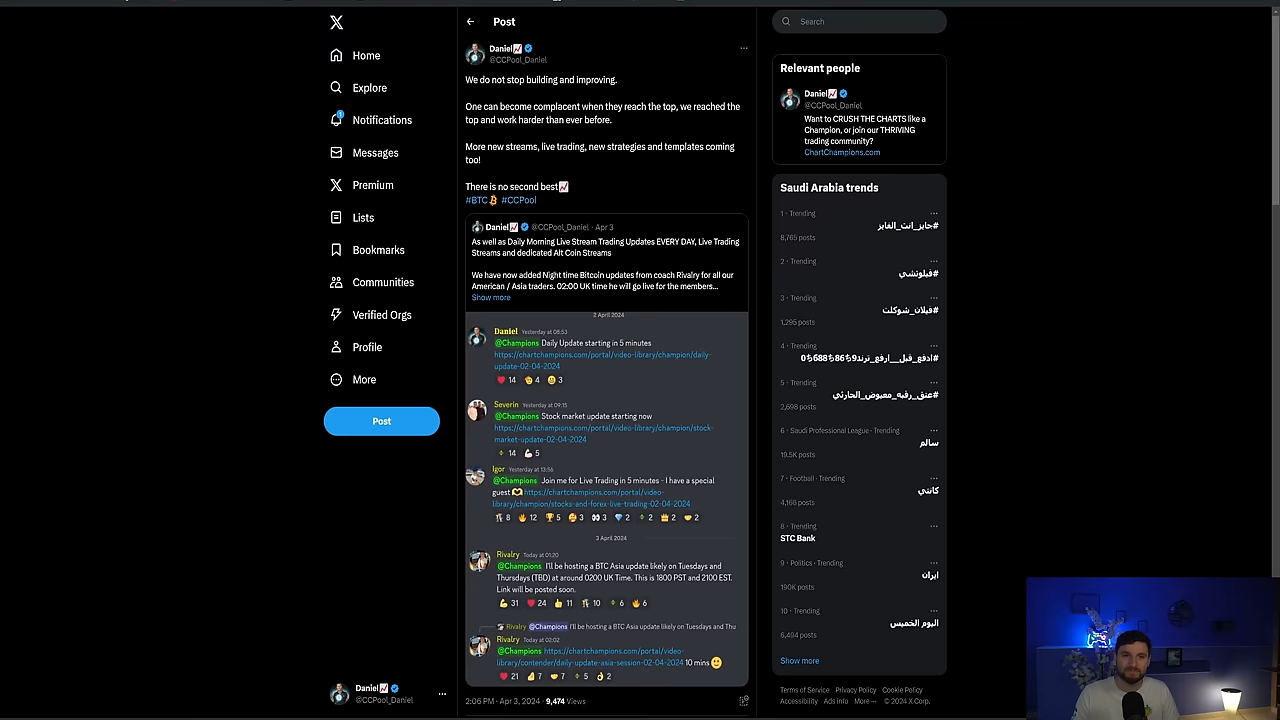 Home
Explore
1
Notifications
Messages
Premium
Lists
Bookmarks
Communities
Verified Orgs
Profile
More
Post
Daniel
@CCPool_Daniel
Post
Daniel
@CCPool_Daniel
We do not stop building and improving.
One can become complacent when they reach the top, we reached the
top and work harder than ever before.
More new streams, live trading, new strategies and templates coming
too!
There is no second best
#BTC #CCPool
Daniel @CCPool_Daniel · Apr 3
As well as Daily Morning Live Stream Trading Updates EVERY DAY, Live Trading
Streams and dedicated Alt Coin Streams
We have now added Night time Bitcoin updates from coach Rivalry for all our
American / Asia traders. 02:00 UK time he will go live for the members...
Show more
2 April 2024
Daniel Yesterday at 08:53
@Champions Daily Update starting in 5 minutes
https://chartchampions.com/portal/video-library/champion/daily-
update-02-04-2024
14 4 3
Severin Yesterday at 09:15
@Champions Stock market update starting now
https://chartchampions.com/portal/video-library/champion/stock-
market-update-02-04-2024
14 5
Igor Yesterday at 13:56
@Champions Join me for Live Trading in 5 minutes - I have a special
guest https://chartchampions.com/portal/video-
library/champion/stocks-and-forex-live-trading-02-04-2024
8 12 5 3 3 2 2 2 2
3 April 2024
Rivalry Today at 01:20
@Champions I'll be hosting a BTC Asia update likely on Tuesdays and
Thursdays (TBD) at around 0200 UK Time. This is 1800 PST and 2100 EST.
Link will be posted soon.
31 24 11 10 6 6
Rivalry @Champions I'll be hosting a BTC Asia update likely on Tuesdays and Thu
Rivalry Today at 02:02
@Champions https://chartchampions.com/portal/video-
library/contender/daily-update-asia-session-02-04-2024 10 mins
21 7 7 5 2
2:06 PM · Apr 3, 2024 · 9,474 Views
Search
Relevant people
Daniel
@CCPool_Daniel
Want to CRUSH THE CHARTS like a
Champion, or join our THRIVING
trading community?
ChartChampions.com
Saudi Arabia trends
1 · Trending
#حايز_انت_الفايز
8,765 posts
2 · Trending
#فيلوتشي
3 · Trending
#فيلان_شوكلت
1,295 posts
4 · Trending
5 · Trending
#عتق_رقبه_معيوض_الحارثي
2,698 posts
6 · Saudi Professional League · Trending
سالم
19.5K posts
7 · Football · Trending
كانتي
4,166 posts
8 · Trending
STC Bank
9 · Politics · Trending
ايران
190K posts
10 · Trending
اليوم الخميس
6,494 posts
Show more
Terms of Service Privacy Policy Cookie Policy
Accessibility Ads info More © 2024 X Corp.